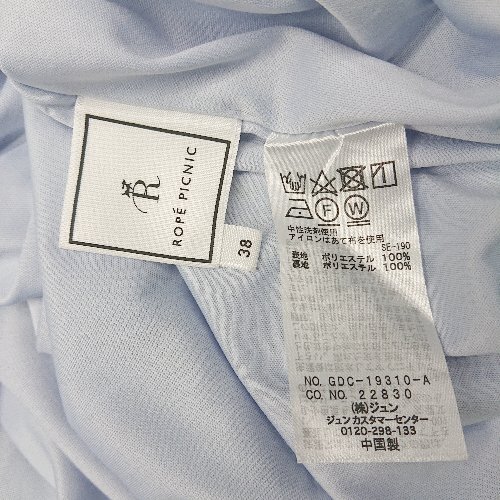 R
ROPÉ PICNIC
38
中性洗剤使用
アイロンはあて布を使用
SE-190
表地 ポリエステル 100%
裏地 ポリエステル 100%
NO. GDC-19310-A
CO. NO. 22830
(株)ジュン
ジュンカスタマーセンター
0120-298-133
中国製
F W